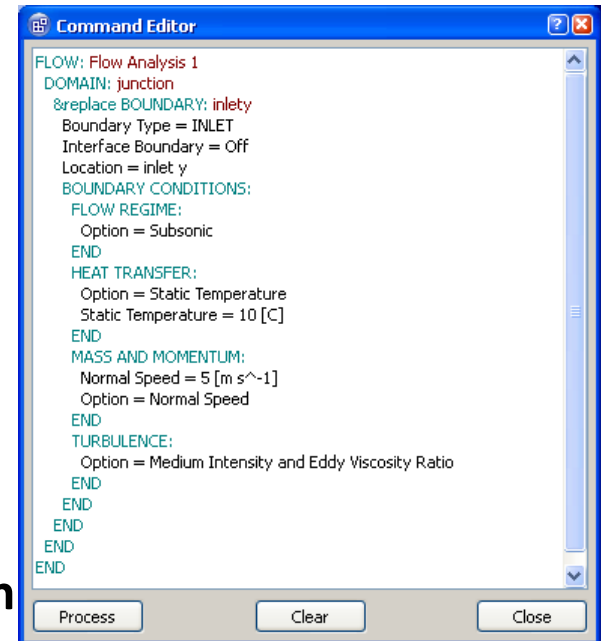 Command Editor
FLOW: Flow Analysis 1
DOMAIN: junction
&replace BOUNDARY: inlety
Boundary Type = INLET
Interface Boundary = Off
Location = inlet y
BOUNDARY CONDITIONS:
FLOW REGIME:
Option = Subsonic
END
HEAT TRANSFER:
Option = Static Temperature
Static Temperature = 10 [C]
END
MASS AND MOMENTUM:
Normal Speed = 5 [m s^-1]
Option = Normal Speed
END
TURBULENCE:
Option = Medium Intensity and Eddy Viscosity Ratio
END
END
END
END
END
Process Clear Close